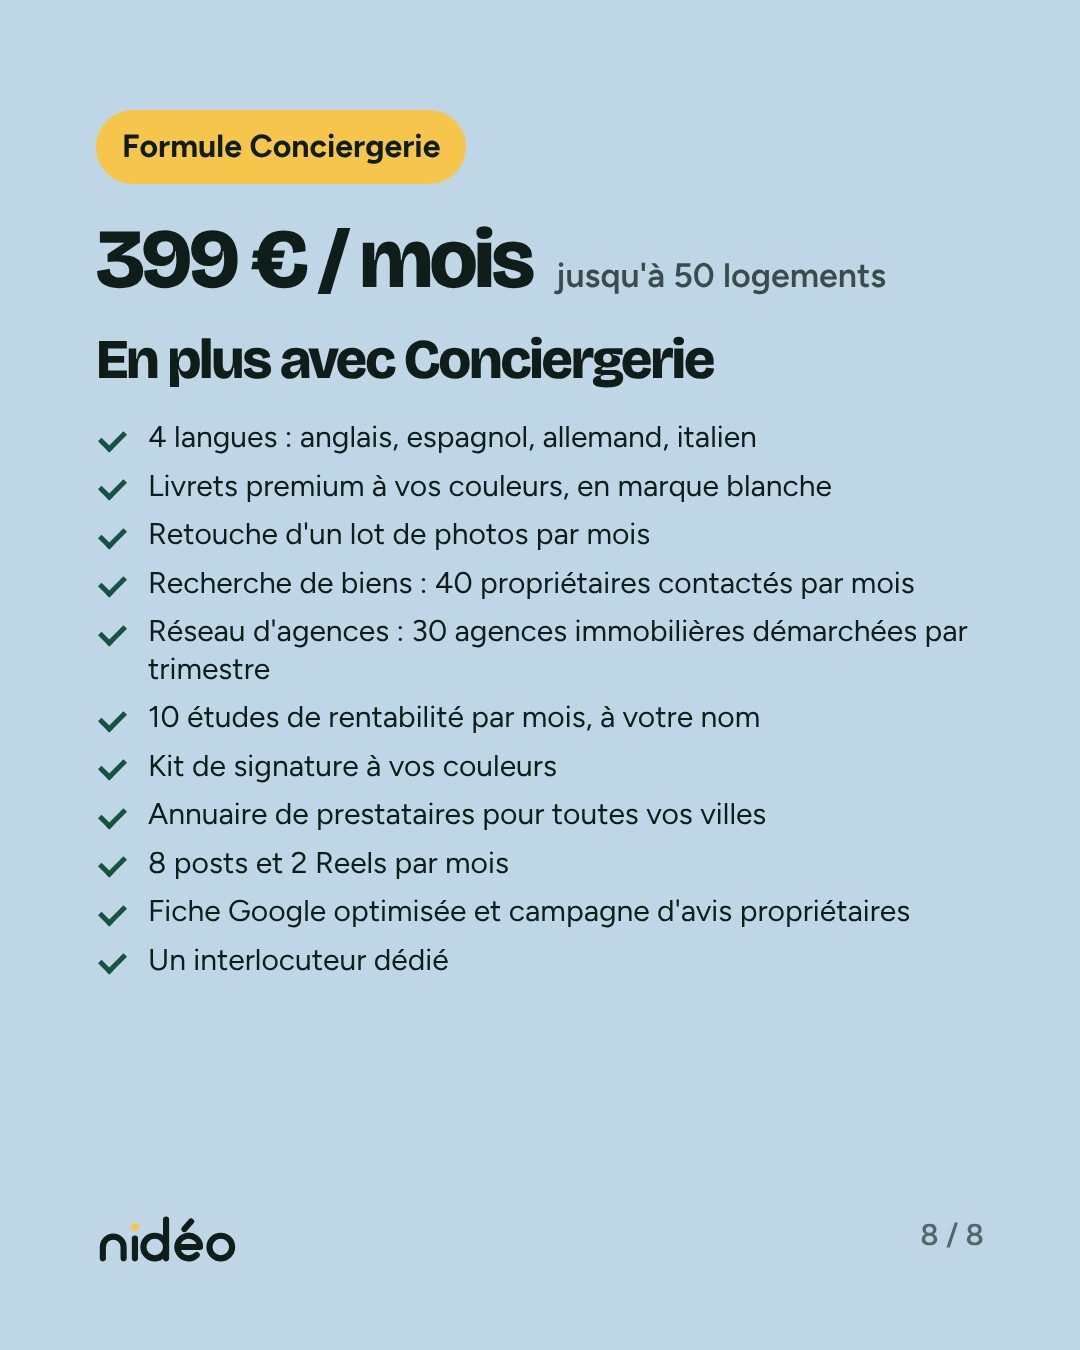 Formule Conciergerie
399 € / mois jusqu'à 50 logements
En plus avec Conciergerie
4 langues : anglais, espagnol, allemand, italien
Livrets premium à vos couleurs, en marque blanche
Retouche d'un lot de photos par mois
Recherche de biens : 40 propriétaires contactés par mois
Réseau d'agences : 30 agences immobilières démarchées par
trimestre
10 études de rentabilité par mois, à votre nom
Kit de signature à vos couleurs
Annuaire de prestataires pour toutes vos villes
8 posts et 2 Reels par mois
Fiche Google optimisée et campagne d'avis propriétaires
Un interlocuteur dédié
nidéo
8 / 8